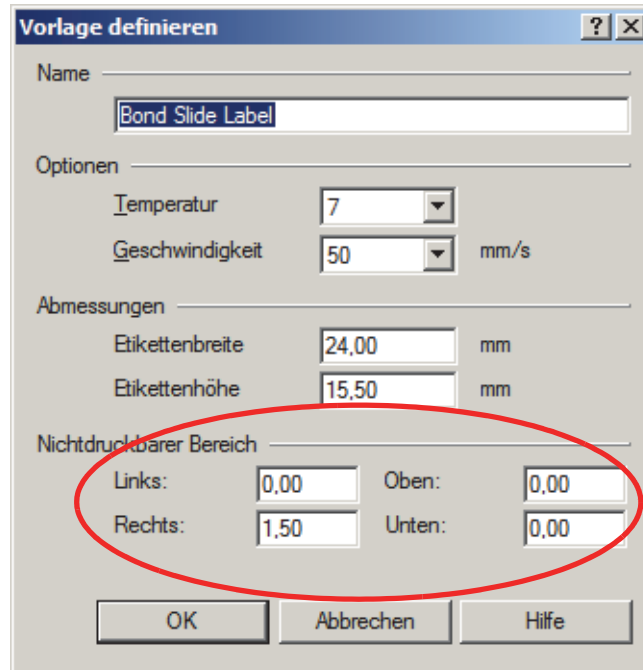 Vorlage definieren
Name
Bond Slide Label
Optionen
Temperatur 7
Geschwindigkeit 50 mm/s
Abmessungen
Etikettenbreite 24,00 mm
Etikettenhöhe 15,50 mm
Nichtdruckbarer Bereich
Links: 0,00 Oben: 0,00
Rechts: 1,50 Unten: 0,00
OK Abbrechen Hilfe